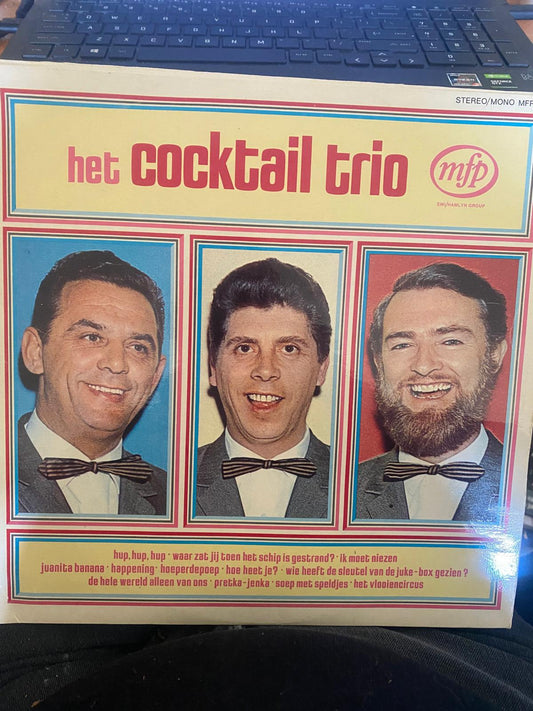 STEREO/MONO MFP
het cocktail trio
mfp
EMI/HAMLYN GROUP
hup, hup, hup · waar zat jij toen het schip is gestrand? · ik moet niezen
juanita banana · happening · hoeperdepoep · hoe heet je? · wie heeft de sleutel van de juke-box gezien?
de hele wereld alleen van ons · pretka-jenka · soep met speldjes · het vlooiencircus